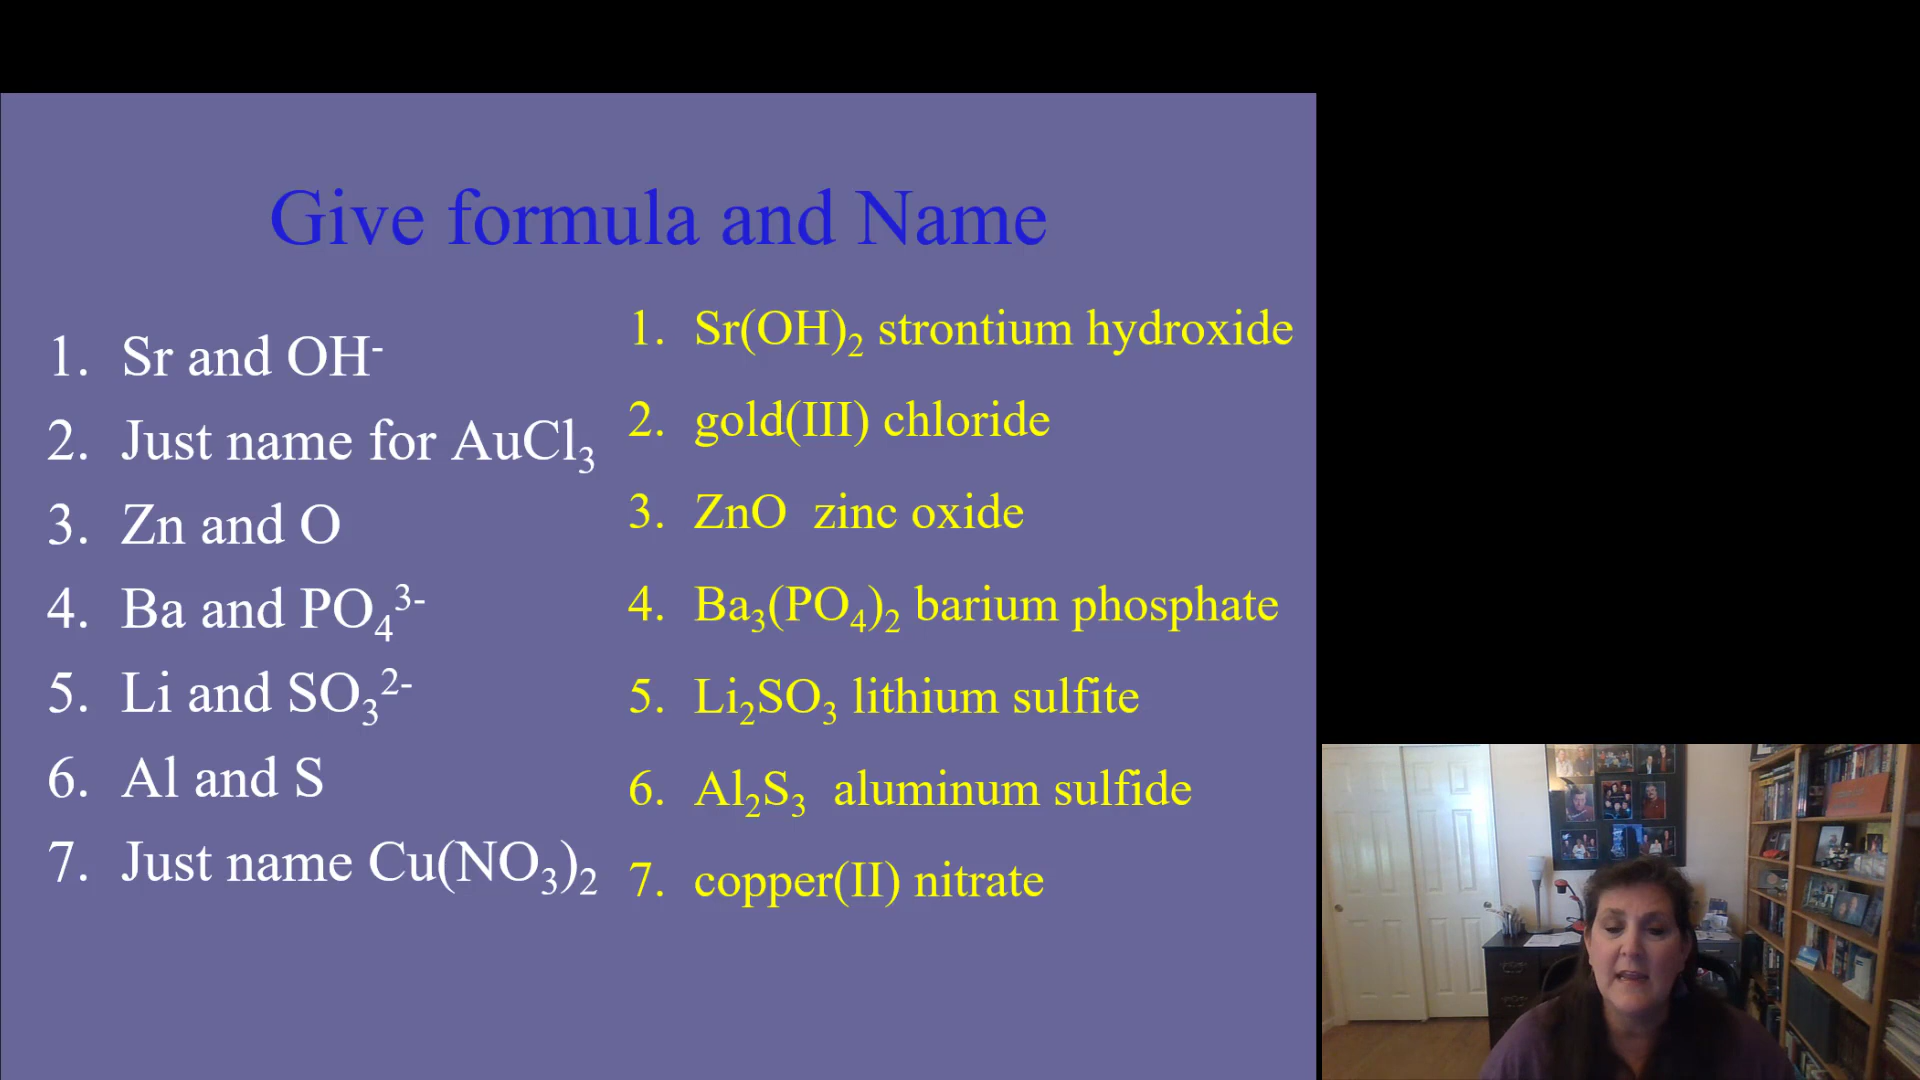 Give formula and Name
1. Sr and OH⁻
2. Just name for AuCl₃
3. Zn and O
4. Ba and PO₄³⁻
5. Li and SO₃²⁻
6. Al and S
7. Just name Cu(NO₃)₂
1. Sr(OH)₂ strontium hydroxide
2. gold(III) chloride
3. ZnO zinc oxide
4. Ba₃(PO₄)₂ barium phosphate
5. Li₂SO₃ lithium sulfite
6. Al₂S₃ aluminum sulfide
7. copper(II) nitrate